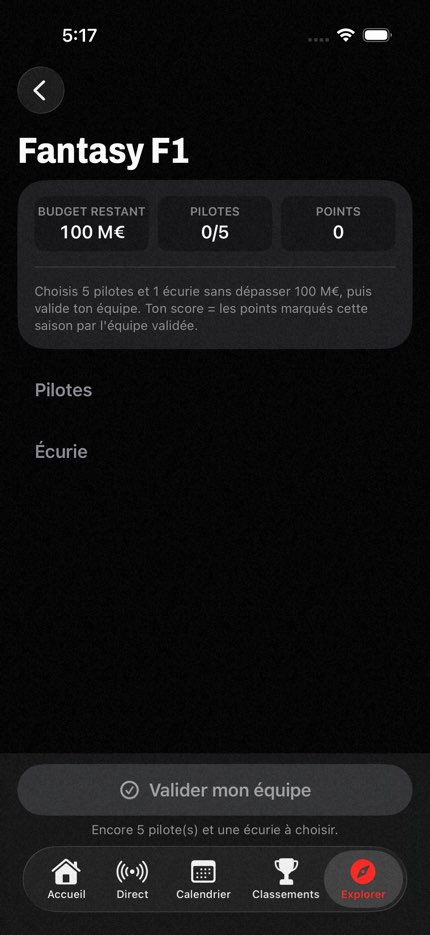 5:17
Fantasy F1
BUDGET RESTANT
100 M€
PILOTES
0/5
POINTS
0
Choisis 5 pilotes et 1 écurie sans dépasser 100 M€, puis
valide ton équipe. Ton score = les points marqués cette
saison par l'équipe validée.
Pilotes
Écurie
Valider mon équipe
Encore 5 pilote(s) et une écurie à choisir.
Accueil
Direct
Calendrier
Classements
Explorer